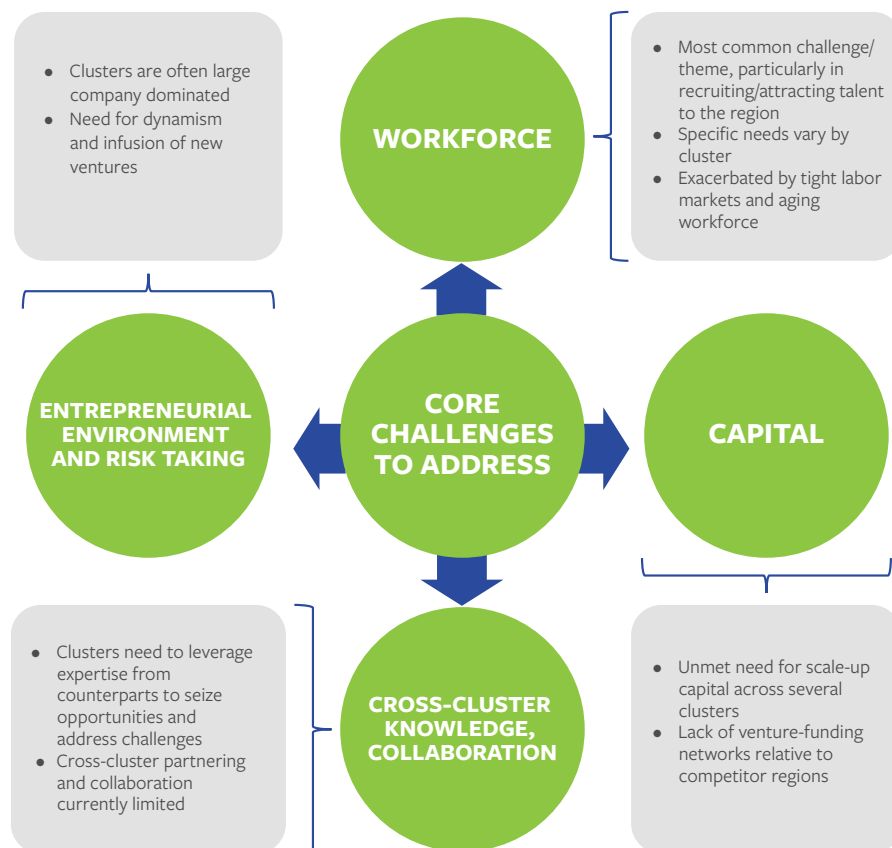 ● Clusters are often large
company dominated
● Need for dynamism
and infusion of new
ventures
WORKFORCE
● Most common challenge/
theme, particularly in
recruiting/attracting talent
to the region
● Specific needs vary by
cluster
● Exacerbated by tight labor
markets and aging
workforce
ENTREPRENEURIAL
ENVIRONMENT
AND RISK TAKING
CORE
CHALLENGES
TO ADDRESS
CAPITAL
● Clusters need to leverage
expertise from
counterparts to seize
opportunities and
address challenges
● Cross-cluster partnering
and collaboration
currently limited
CROSS-CLUSTER
KNOWLEDGE,
COLLABORATION
● Unmet need for scale-up
capital across several
clusters
● Lack of venture-funding
networks relative to
competitor regions